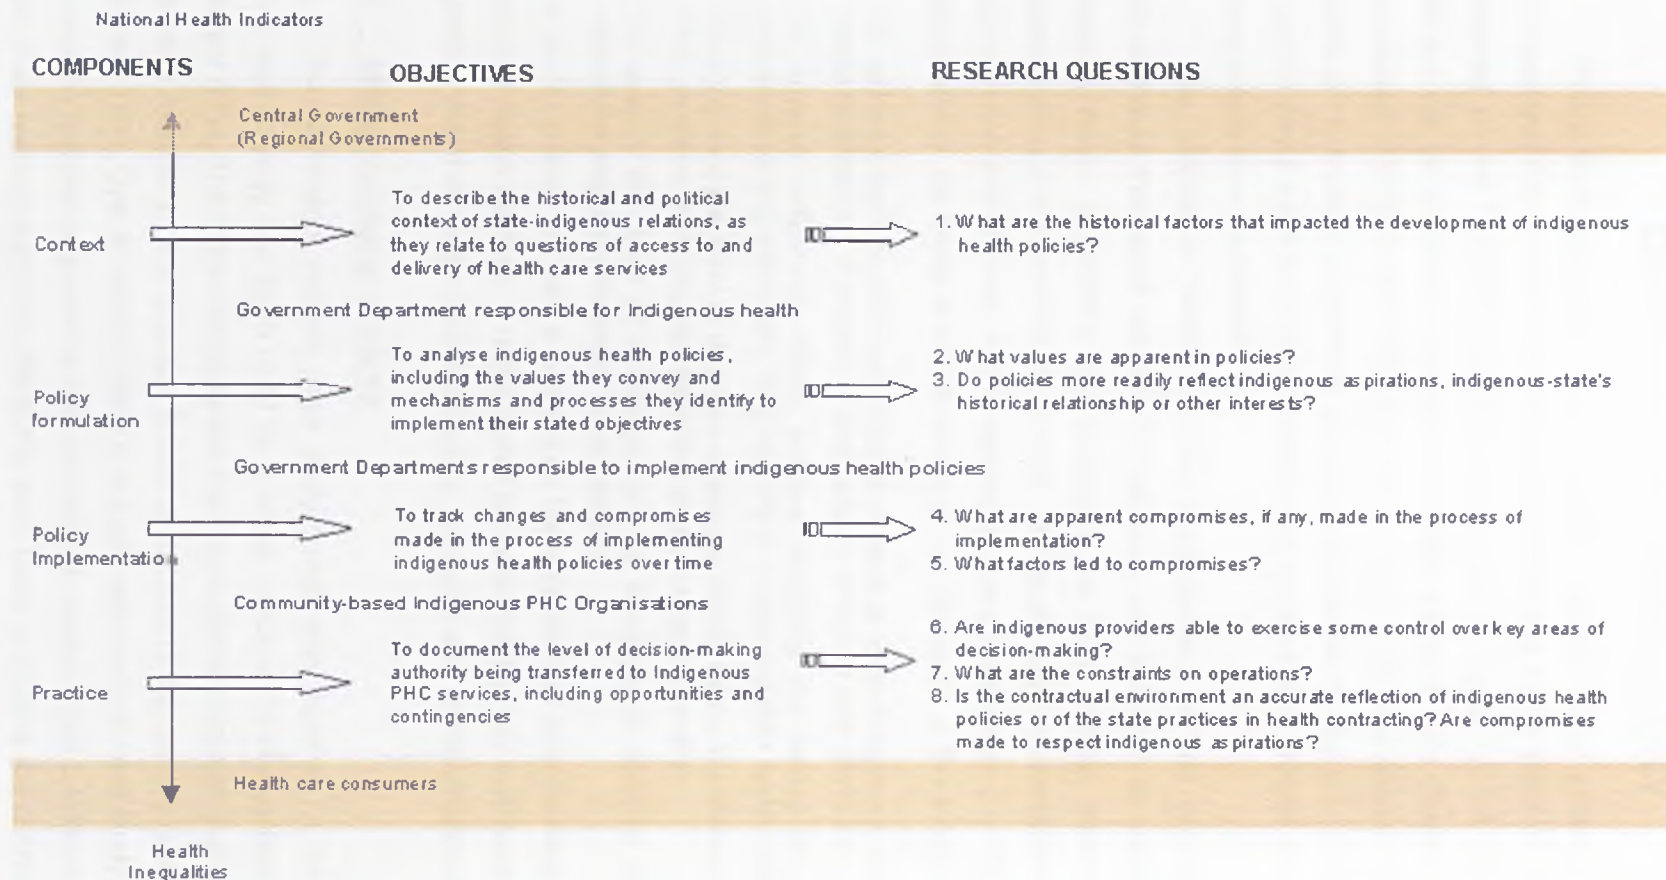 National Health Indicators
COMPONENTS
OBJECTIVES
RESEARCH QUESTIONS
Central Government
(Regional Governments)
Context
To describe the historical and political
context of state-indigenous relations, as
they relate to questions of access to and
delivery of health care services
1. What are the historical factors that impacted the development of indigenous
health policies?
Government Department responsible for Indigenous health
Policy
formulation
To analyse indigenous health policies,
including the values they convey and
mechanisms and processes they identify to
implement their stated objectives
2. What values are apparent in policies?
3. Do policies more readily reflect indigenous aspirations, indigenous-state's
historical relationship or other interests?
Government Departments responsible to implement indigenous health policies
Policy
Implementation
To track changes and compromises
made in the process of implementing
indigenous health policies over time
4. What are apparent compromises, if any, made in the process of
implementation?
5. What factors led to compromises?
Community-based Indigenous PHC Organisations
Practice
To document the level of decision-making
authority being transferred to Indigenous
PHC services, including opportunities and
contingencies
6. Are indigenous providers able to exercise some control over key areas of
decision-making?
7. What are the constraints on operations?
8. Is the contractual environment an accurate reflection of indigenous health
policies or of the state practices in health contracting? Are compromises
made to respect indigenous aspirations?
Health care consumers
Health
Inequalities